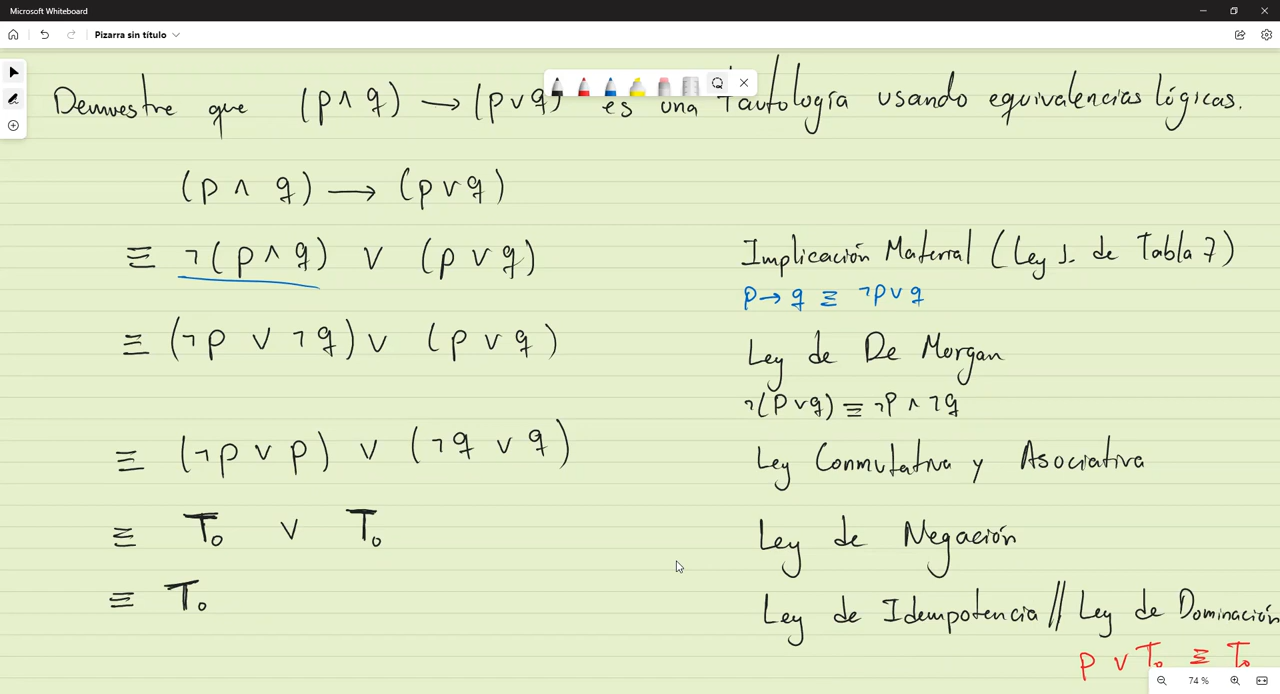 Microsoft Whiteboard
Pizarra sin título
Demuestre que (p ∧ q) → (p ∨ q) es una Tautología usando equivalencias lógicas.
(p ∧ q) → (p ∨ q)
≡ ¬(p ∧ q) ∨ (p ∨ q) Implicación Material (Ley 1. de Tabla 7)
p → q ≡ ¬p ∨ q
≡ (¬p ∨ ¬q) ∨ (p ∨ q) Ley de De Morgan
¬(p ∨ q) ≡ ¬p ∧ ¬q
≡ (¬p ∨ p) ∨ (¬q ∨ q) Ley Conmutativa y Asociativa
≡ T₀ ∨ T₀ Ley de Negación
≡ T₀ Ley de Idempotencia // Ley de Dominación
p ∨ T₀ ≡ T₀
74 %